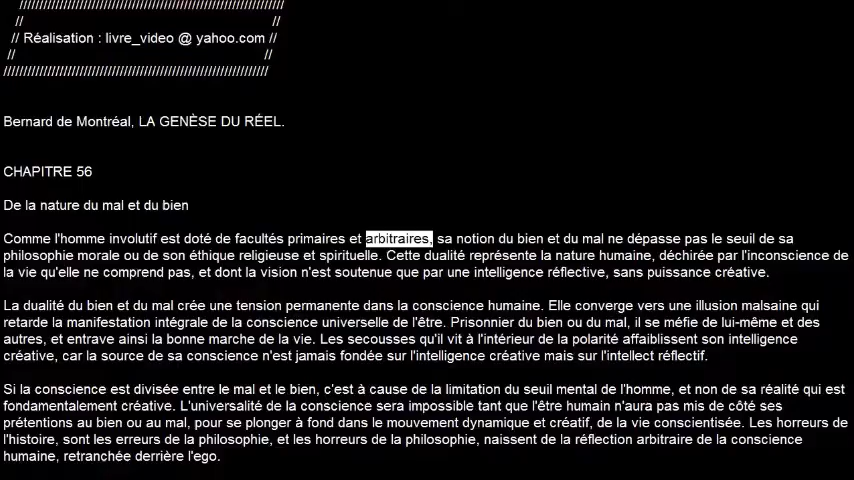 //////////////////////////////////////////////////////////////////
// //
// Réalisation : livre_video @ yahoo.com //
// //
//////////////////////////////////////////////////////////////////
Bernard de Montréal, LA GENÈSE DU RÉEL.
CHAPITRE 56
De la nature du mal et du bien
Comme l'homme involutif est doté de facultés primaires et arbitraires, sa notion du bien et du mal ne dépasse pas le seuil de sa
philosophie morale ou de son éthique religieuse et spirituelle. Cette dualité représente la nature humaine, déchirée par l'inconscience de
la vie qu'elle ne comprend pas, et dont la vision n'est soutenue que par une intelligence réflective, sans puissance créative.
La dualité du bien et du mal crée une tension permanente dans la conscience humaine. Elle converge vers une illusion malsaine qui
retarde la manifestation intégrale de la conscience universelle de l'être. Prisonnier du bien ou du mal, il se méfie de lui-même et des
autres, et entrave ainsi la bonne marche de la vie. Les secousses qu'il vit à l'intérieur de la polarité affaiblissent son intelligence
créative, car la source de sa conscience n'est jamais fondée sur l'intelligence créative mais sur l'intellect réflectif.
Si la conscience est divisée entre le mal et le bien, c'est à cause de la limitation du seuil mental de l'homme, et non de sa réalité qui est
fondamentalement créative. L'universalité de la conscience sera impossible tant que l'être humain n'aura pas mis de côté ses
prétentions au bien ou au mal, pour se plonger à fond dans le mouvement dynamique et créatif, de la vie conscientisée. Les horreurs de
l'histoire, sont les erreurs de la philosophie, et les horreurs de la philosophie, naissent de la réflection arbitraire de la conscience
humaine, retranchée derrière l'ego.